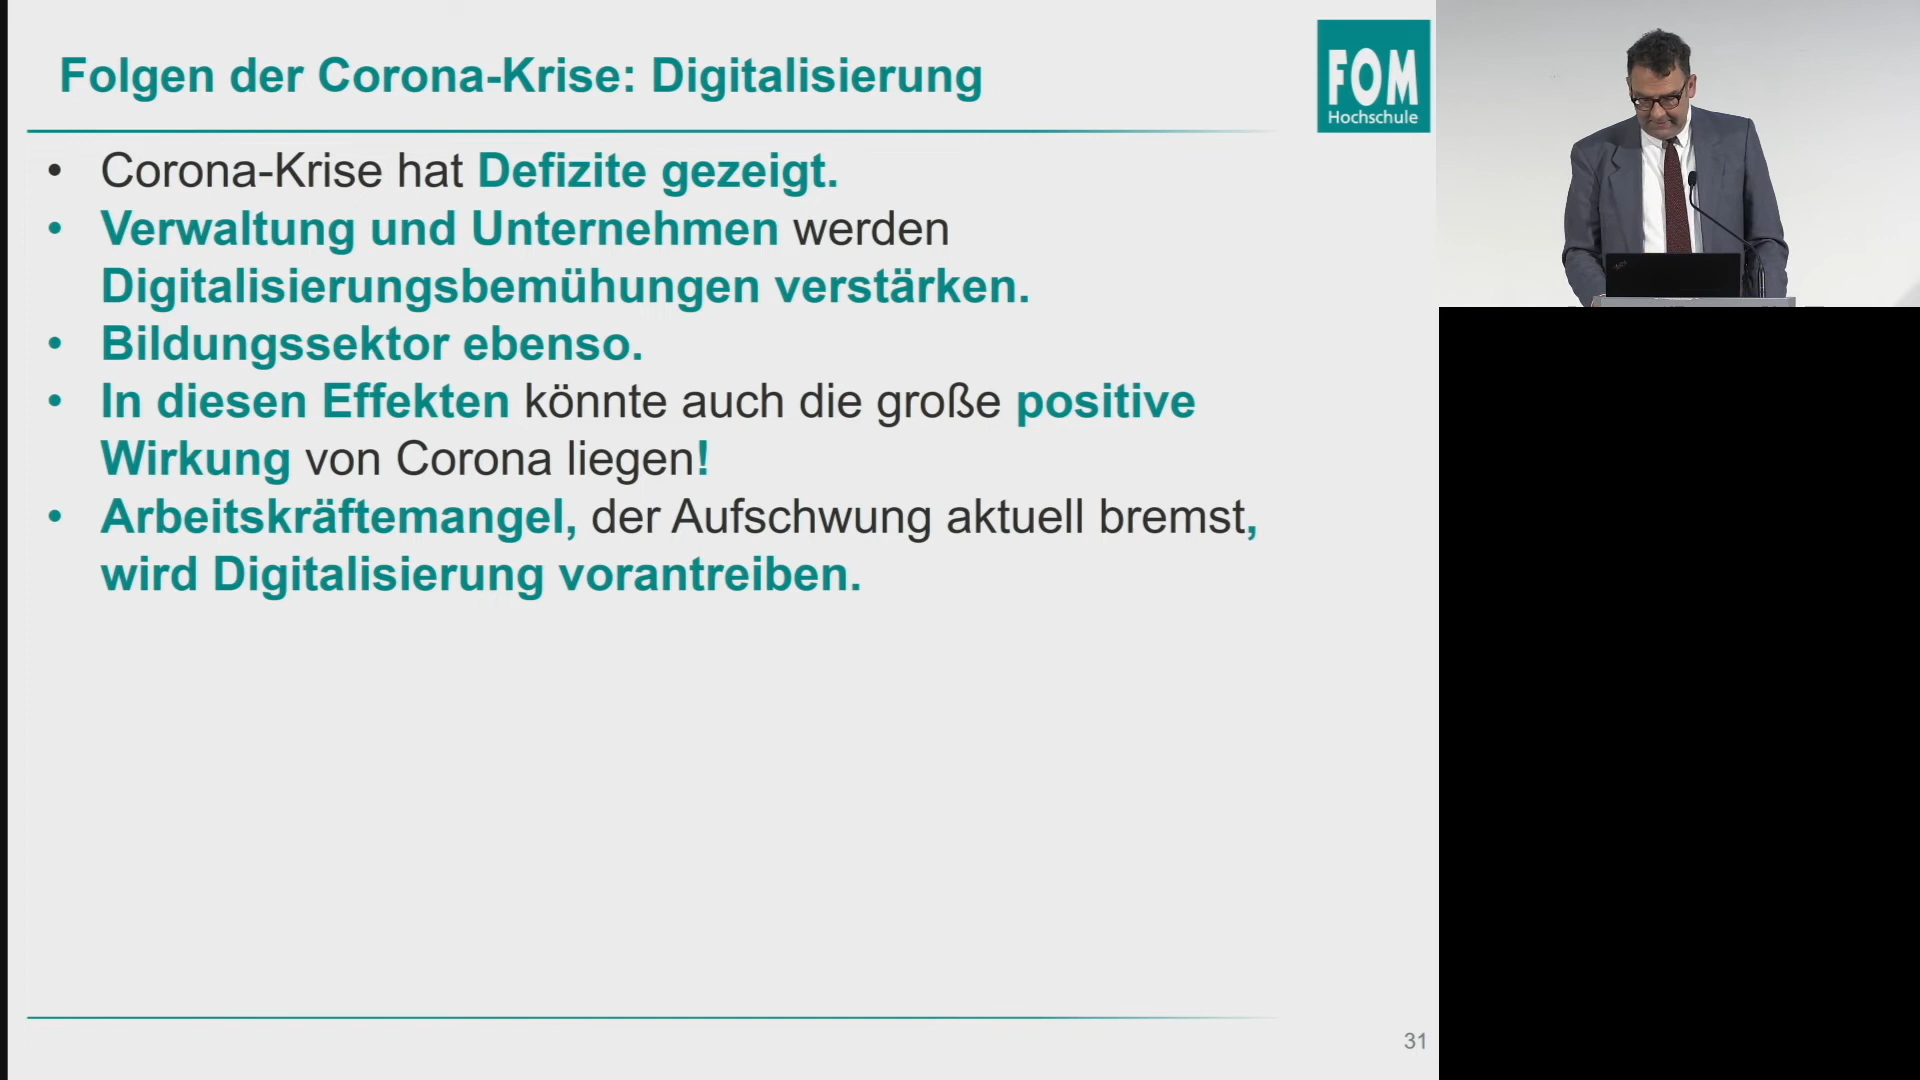 Folgen der Corona-Krise: Digitalisierung
FOM
Hochschule
• Corona-Krise hat Defizite gezeigt.
• Verwaltung und Unternehmen werden
Digitalisierungsbemühungen verstärken.
• Bildungssektor ebenso.
• In diesen Effekten könnte auch die große positive
Wirkung von Corona liegen!
• Arbeitskräftemangel, der Aufschwung aktuell bremst,
wird Digitalisierung vorantreiben.
31